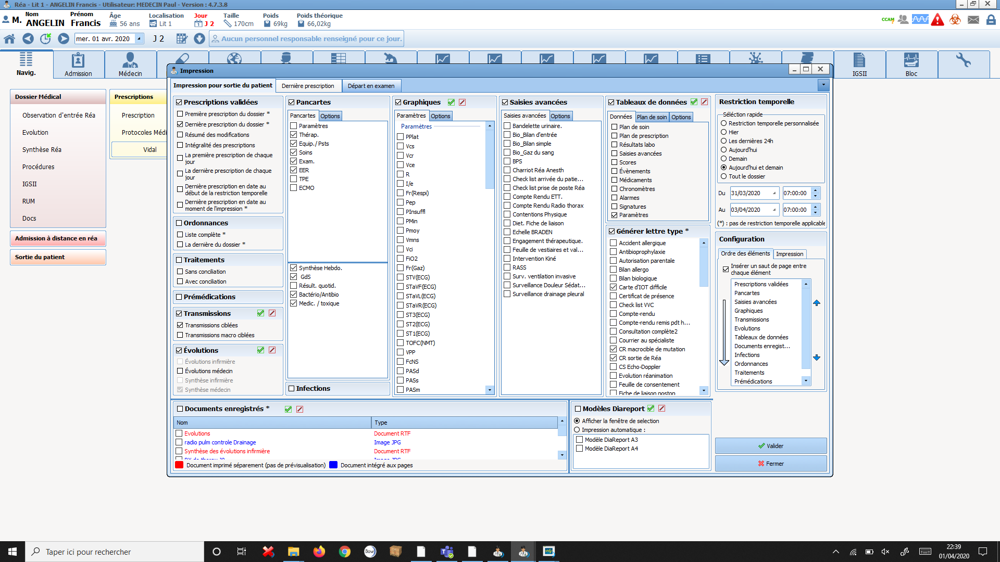 Réa - Lit 1 - ANGELIN Francis - Utilisateur: MEDECIN Paul - Version : 4.7.3.8
M. Nom ANGELIN Prénom Francis
Âge 56 ans
Localisation Lit 1
Jour J 2
Taille 170cm
Poids 69kg
Poids théorique 66,02kg
CCAM
mer. 01 avr. 2020
J 2
Aucun personnel responsable renseigné pour ce jour.
Navig.
Admission
Médecin
IGSII
Bloc
Dossier Médical
Observation d'entrée Réa
Evolution
Synthèse Réa
Procédures
IGSII
RUM
Docs
Admission à distance en réa
Sortie du patient
Prescriptions
Prescription
Protocoles Médi
Vidal
Impression
Impression pour sortie du patient
Dernière prescription
Départ en examen
Prescriptions validées
Première prescription du dossier *
Dernière prescription du dossier *
Résumé des modifications
Intégralité des prescriptions
La première prescription de chaque
jour
La dernière prescription de chaque
jour
Dernière prescription en date au
début de la restriction temporelle
Dernière prescription en date au
moment de l'impression *
Ordonnances
Liste complète *
La dernière du dossier *
Traitements
Sans conciliation
Avec conciliation
Prémédications
Transmissions
Transmissions ciblées
Transmissions macro ciblées
Évolutions
Évolutions infirmière
Évolutions médecin
Synthèse infirmière
Synthèse médecin
Pancartes
Pancartes
Options
Paramètres
Thérap.
Equip./ Psts
Soins
Exam.
EER
TPE
ECMO
Synthèse Hebdo.
GdS
Résult. quotid.
Bactério/Antibio
Medic. / toxique
Infections
Graphiques
Paramètres
Options
Paramètres
PPlat
Vcs
Vcr
Vce
R
I/e
Fr(Respi)
Pep
PInsuffl
PMin
Pmoy
Vmns
Vci
FiO2
Fr(Gaz)
STV(ECG)
STaVF(ECG)
STaVL(ECG)
STaVR(ECG)
ST3(ECG)
ST2(ECG)
ST1(ECG)
TOFC(NMT)
VPP
FcNS
PASd
PASs
PASm
Saisies avancées
Saisies avancées
Options
Bandelette urinaire.
Bio_Bilan d'entrée
Bio_Bilan simple
Bio_Gaz du sang
BPS
Charriot Réa Anesth
Check list arrivée du patie...
Check list prise de poste Réa
Compte Rendu ETT.
Compte Rendu Radio thorax
Contentions Physique
Diet. Fiche de liaison
Echelle BRADEN
Engagement thérapeutique.
Feuille de vestiaires et val...
Intervention Kiné
RASS
Surv. ventilation invasive
Surveillance Douleur Sédat...
Surveillance drainage pleural
Tableaux de données
Données
Plan de soin
Options
Plan de soin
Plan de prescription
Résultats labo
Saisies avancées
Scores
Évènements
Médicaments
Chronomètres
Alarmes
Signatures
Paramètres
Générer lettre type *
Accident allergique
Antibioprophylaxie
Autorisation parentale
Bilan allergo
Bilan biologique
Carte d'IOT difficile
Certificat de présence
Check list VVC
Compte-rendu
Compte-rendu remis pdt h...
Consultation complète2
Courrier au spécialiste
CR macrocible de mutation
CR sortie de Réa
CS Echo-Doppler
Evolution réanimation
Feuille de consentement
Fiche de liaison postop
Restriction temporelle
Séléction rapide
Restriction temporelle personnalisée
Hier
Les dernières 24h
Aujourd'hui
Demain
Aujourd'hui et demain
Tout le dossier
Du 31/03/2020 07:00:00
Au 03/04/2020 07:00:00
(*) : pas de restriction temporelle applicable
Configuration
Ordre des éléments
Impression
Insérer un saut de page entre
chaque élément
Prescriptions validées
Pancartes
Saisies avancées
Graphiques
Transmissions
Evolutions
Tableaux de données
Documents enregist...
Infections
Ordonnances
Traitements
Prémédications
Documents enregistrés *
Nom Type
Evolutions Document RTF
radio pulm controle Drainage Image JPG
Synthèse des évolutions infirmière Document RTF
Document imprimé séparement (pas de prévisualisation)
Document intégré aux pages
Modèles Diareport
Afficher la fenêtre de selection
Impression automatique :
Modèle DiaReport A3
Modèle DiaReport A4
Valider
Fermer
Taper ici pour rechercher
Bow
22:39
01/04/2020